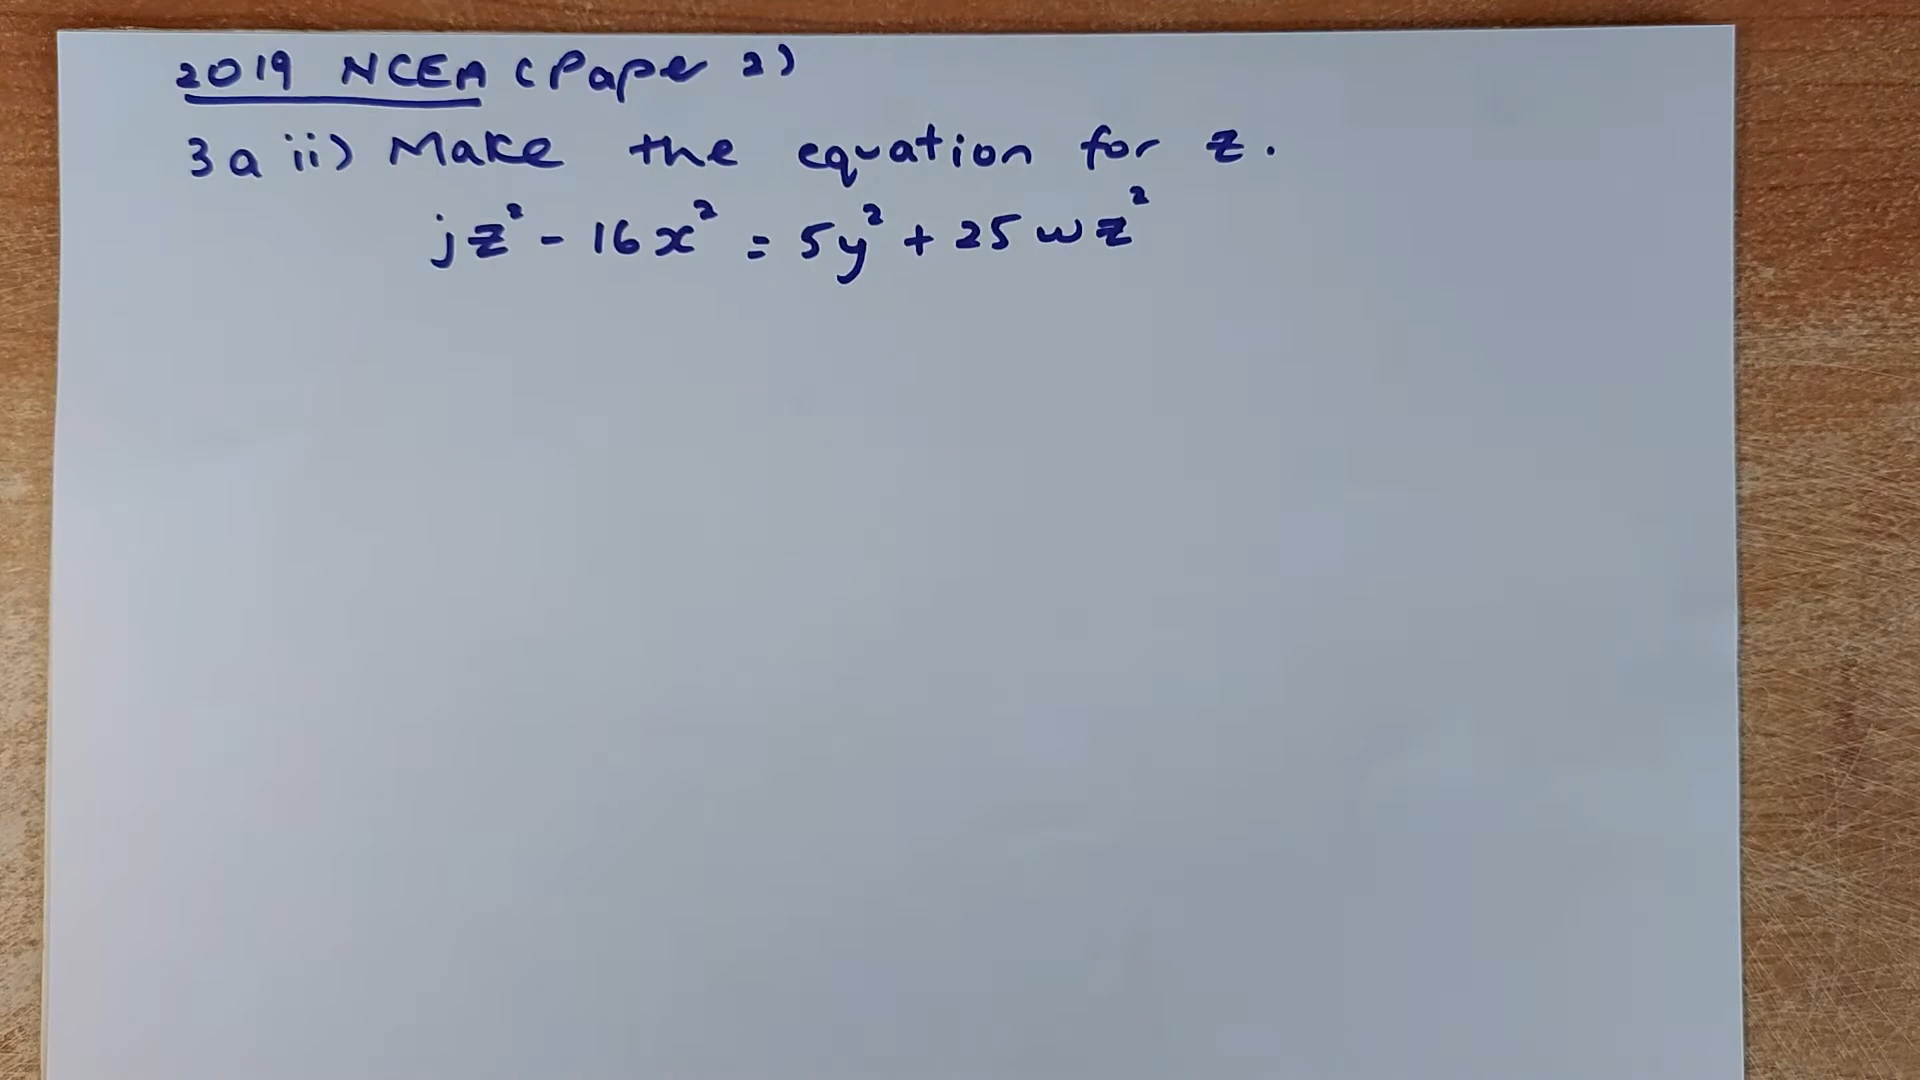 2019 NCEA (Paper 2)
3a ii) Make the equation for z.
jz² - 16x² = 5y² + 25wz²